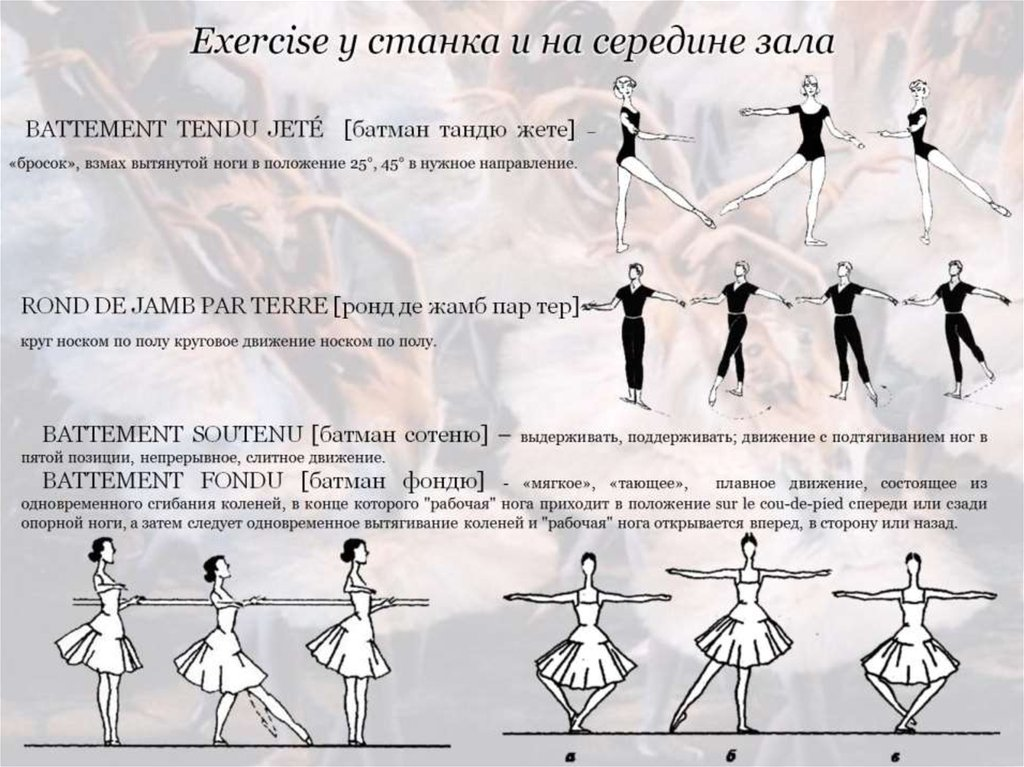 Exercise у станка и на середине зала
BATTEMENT TENDU JETÉ [батман тандю жете] –
«бросок», взмах вытянутой ноги в положение 25°, 45° в нужное направление.
ROND DE JAMB PAR TERRE [ронд де жамб пар тер]-
круг носком по полу круговое движение носком по полу.
BATTEMENT SOUTENU [батман сотеню] – выдерживать, поддерживать; движение с подтягиванием ног в
пятой позиции, непрерывное, слитное движение.
BATTEMENT FONDU [батман фондю] - «мягкое», «тающее», плавное движение, состоящее из
одновременного сгибания коленей, в конце которого "рабочая" нога приходит в положение sur le cou-de-pied спереди или сзади
опорной ноги, а затем следует одновременное вытягивание коленей и "рабочая" нога открывается вперед, в сторону или назад.
а б в